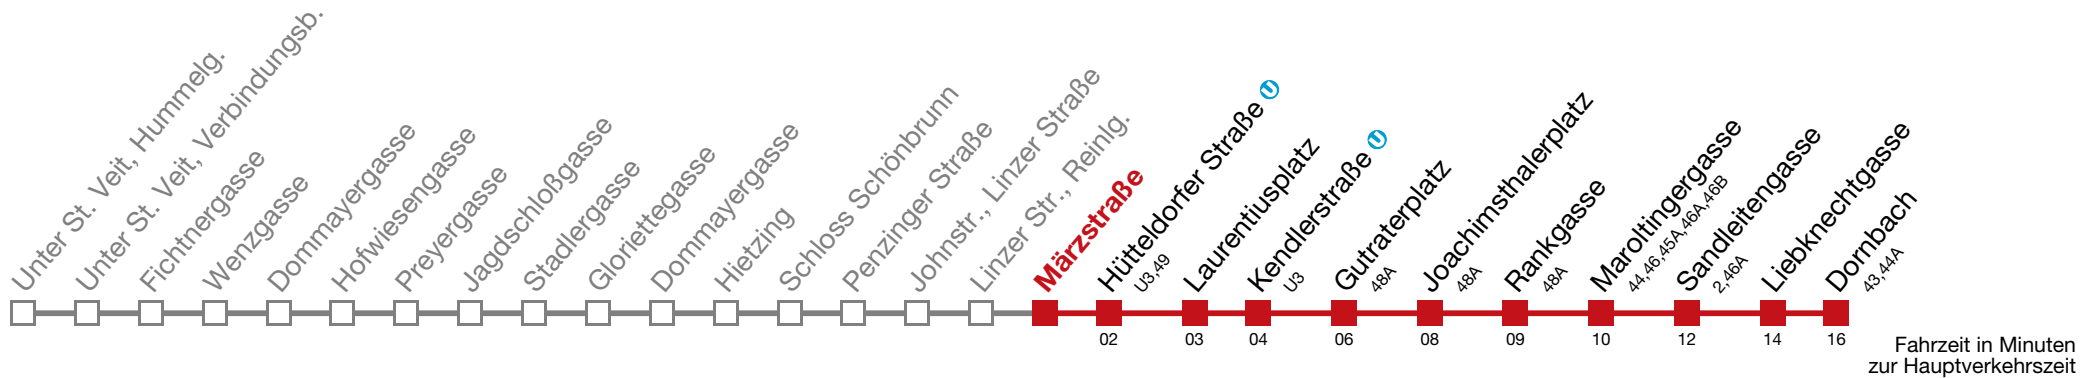 Unter St. Veit, Hummelg.
Unter St. Veit, Verbindungsb.
Fichtnergasse
Wenzgasse
Dommayergasse
Hofwiesengasse
Preyergasse
Jagdschloßgasse
Stadlergasse
Gloriettegasse
Dommayergasse
Hietzing
Schloss Schönbrunn
Penzinger Straße
Johnstr., Linzer Straße
Linzer Str., Reinlg.
Märzstraße
Hütteldorfer Straße U
U3,49
Laurentiusplatz
Kendlerstraße U
U3
Gutraterplatz
48A
Joachimsthalerplatz
48A
Rankgasse
48A
Maroltingergasse
44,46,45A,46A,46B
Sandleitengasse
2,46A
Liebknechtgasse
Dornbach
43,44A
02 03 04 06 08 09 10 12 14 16
Fahrzeit in Minuten
zur Hauptverkehrszeit